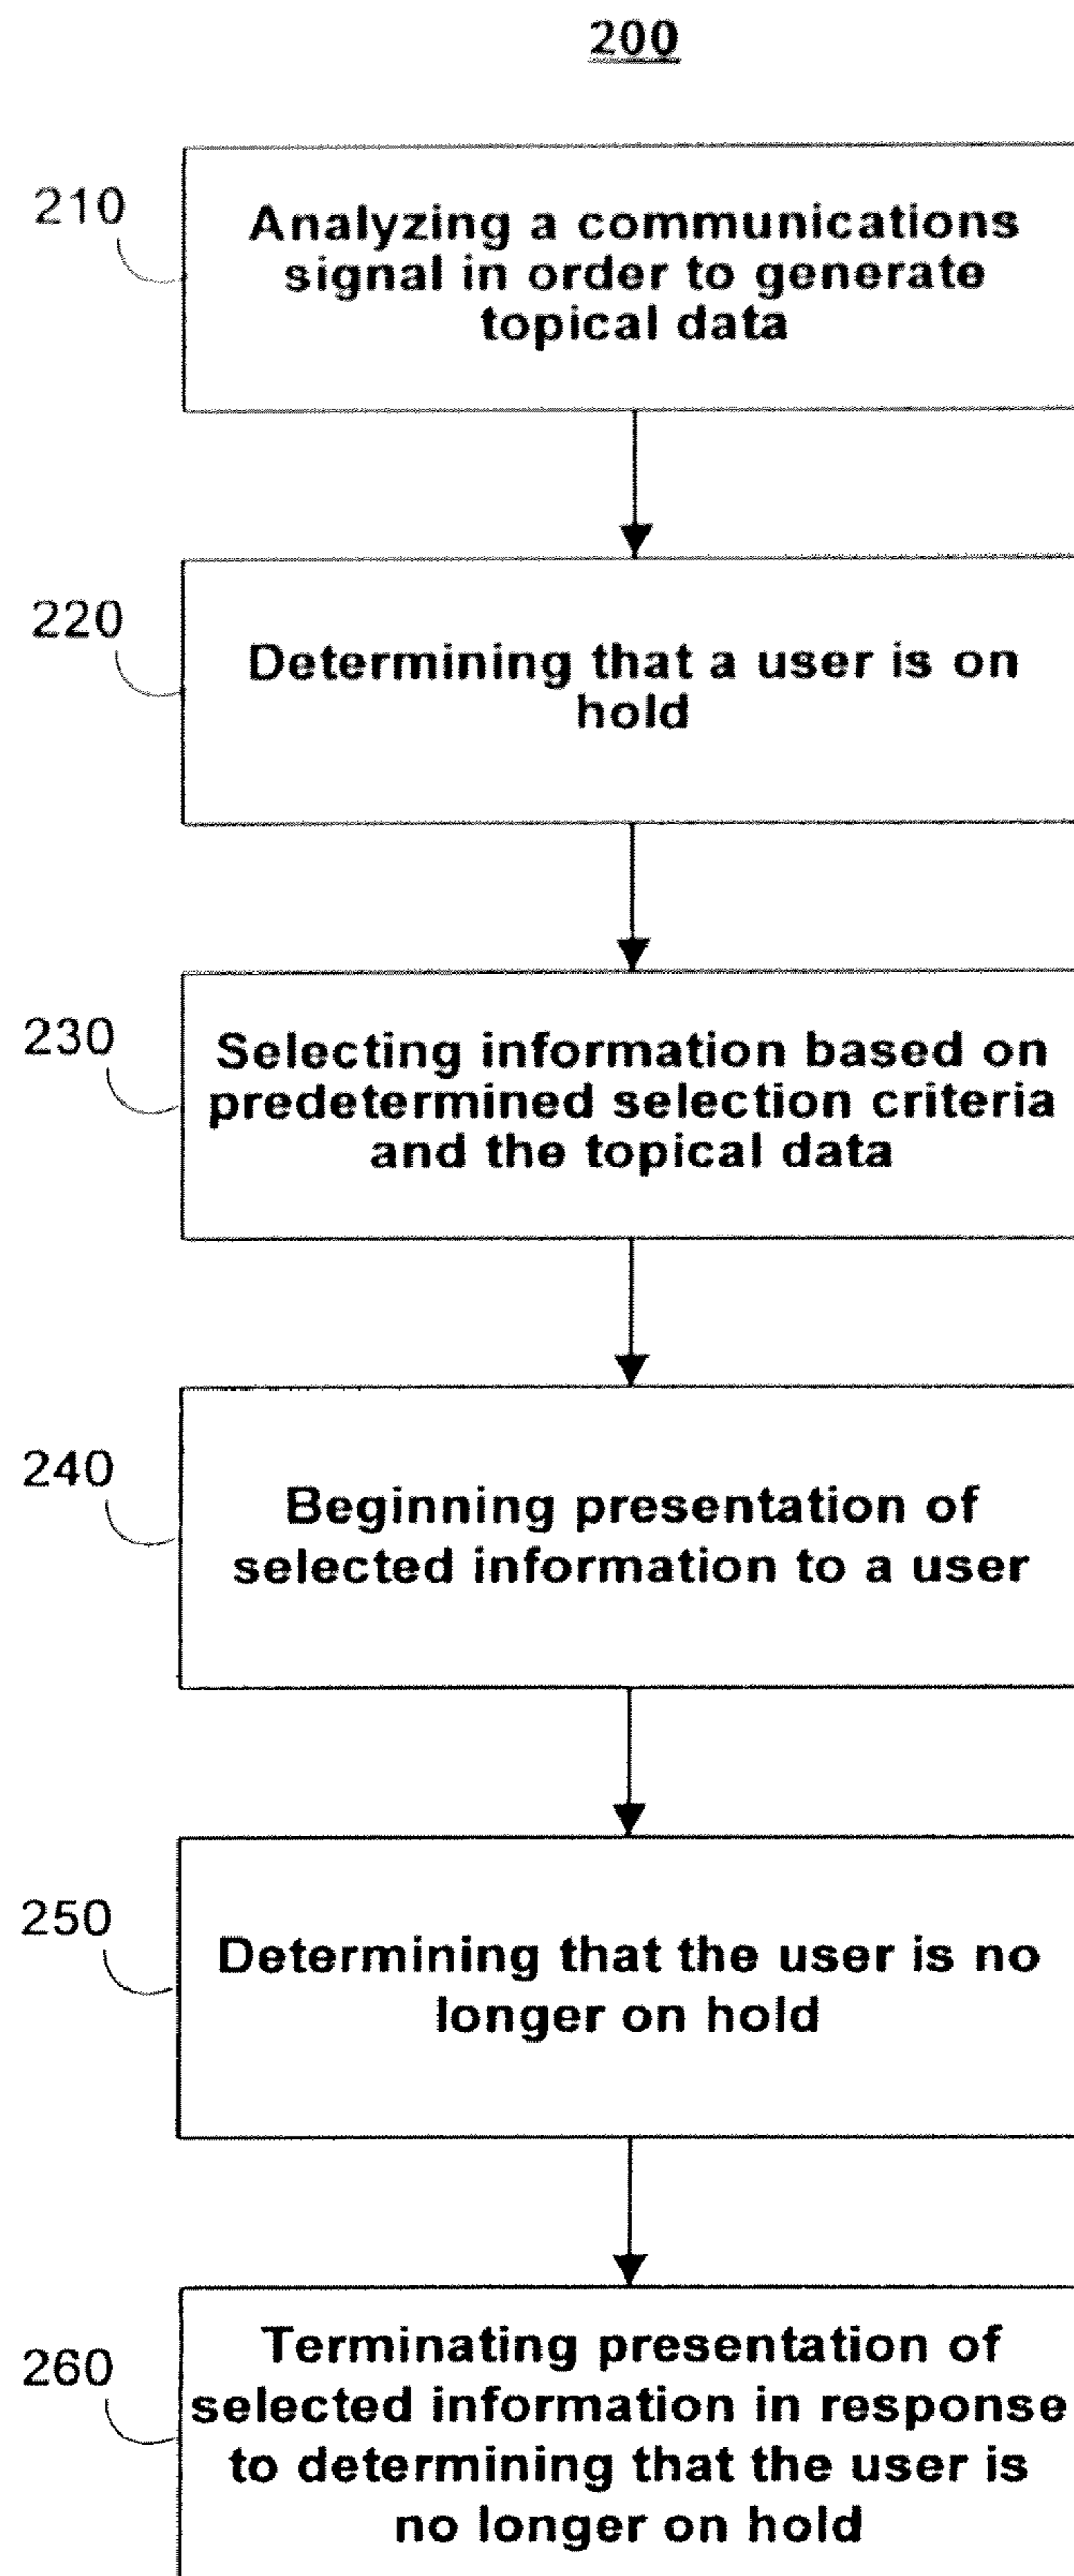 200
210
Analyzing a communications
signal in order to generate
topical data
220
Determining that a user is on
hold
230
Selecting information based on
predetermined selection criteria
and the topical data
240
Beginning presentation of
selected information to a user
250
Determining that the user is no
longer on hold
260
Terminating presentation of
selected information in response
to determining that the user is
no longer on hold